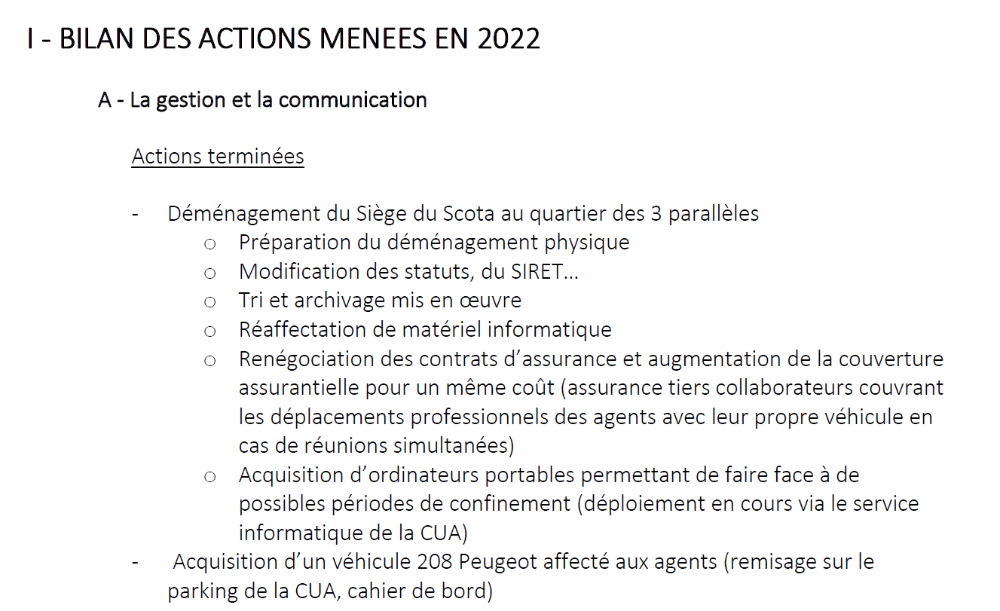 I - BILAN DES ACTIONS MENEES EN 2022
A - La gestion et la communication
Actions terminées
- Déménagement du Siège du Scota au quartier des 3 parallèles
o Préparation du déménagement physique
o Modification des statuts, du SIRET…
o Tri et archivage mis en œuvre
o Réaffectation de matériel informatique
o Renégociation des contrats d’assurance et augmentation de la couverture
assurantielle pour un même coût (assurance tiers collaborateurs couvrant
les déplacements professionnels des agents avec leur propre véhicule en
cas de réunions simultanées)
o Acquisition d’ordinateurs portables permettant de faire face à de
possibles périodes de confinement (déploiement en cours via le service
informatique de la CUA)
- Acquisition d’un véhicule 208 Peugeot affecté aux agents (remisage sur le
parking de la CUA, cahier de bord)